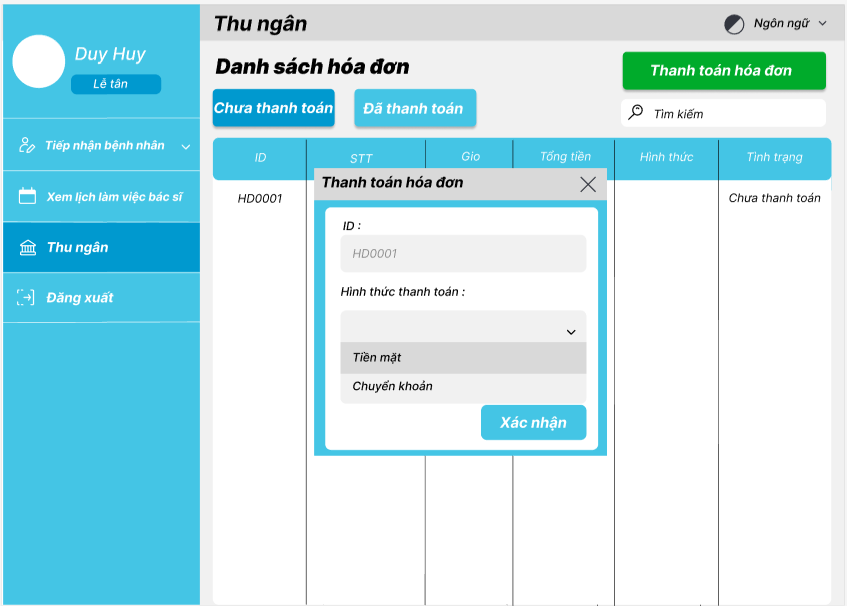 Duy Huy
Lễ tân
Tiếp nhận bệnh nhân
Xem lịch làm việc bác sĩ
Thu ngân
Đăng xuất
Thu ngân
Ngôn ngữ
Danh sách hóa đơn
Thanh toán hóa đơn
Chưa thanh toán
Đã thanh toán
Tìm kiếm
ID STT Gio Tổng tiền Hình thức Tình trạng
HD0001 Chưa thanh toán
Thanh toán hóa đơn
ID :
HD0001
Hình thức thanh toán :
Tiền mặt
Chuyển khoản
Xác nhận